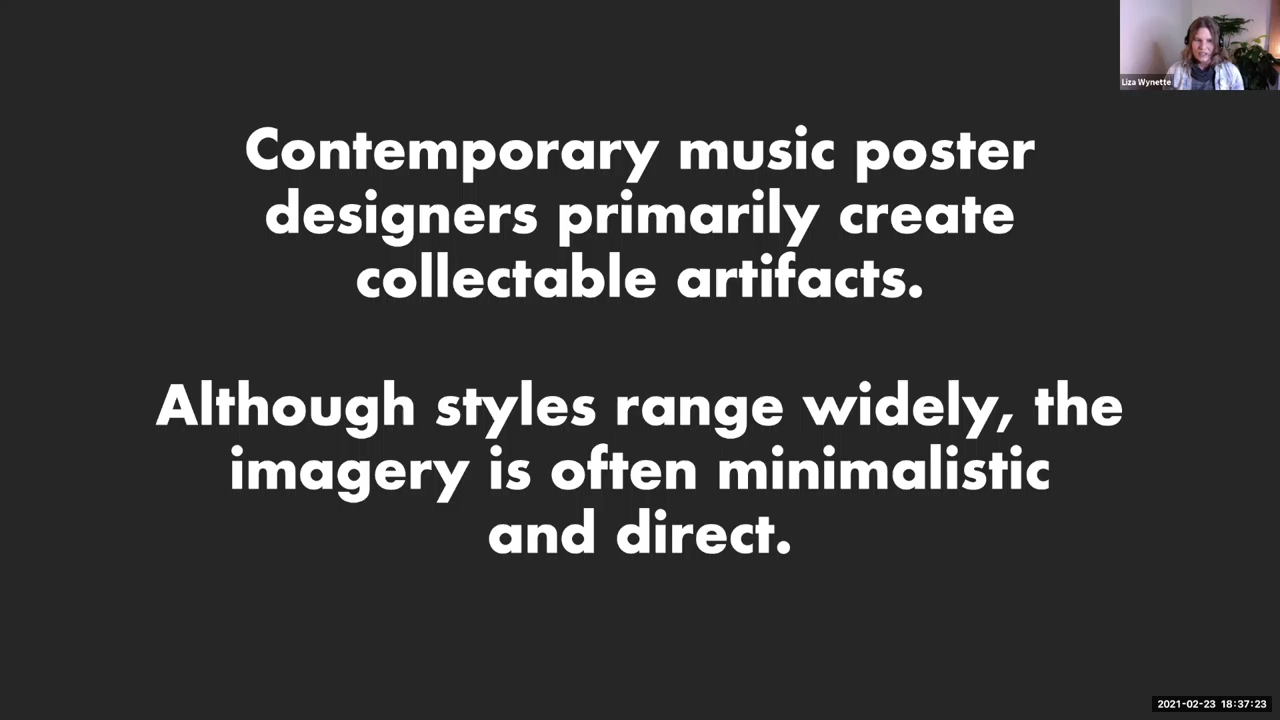 Liza Wynette
Contemporary music poster
designers primarily create
collectable artifacts.
Although styles range widely, the
imagery is often minimalistic
and direct.
2021-02-23 18:37:23